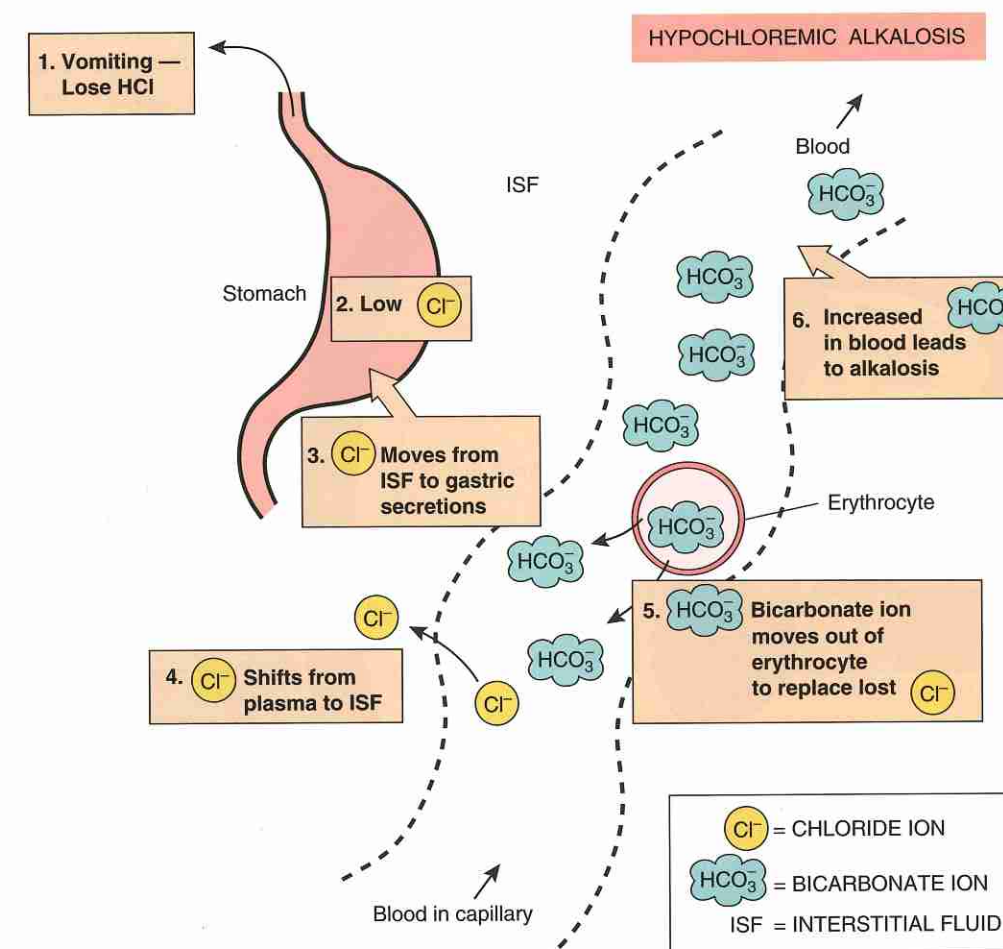 HYPOCHLOREMIC ALKALOSIS
1. Vomiting —
Lose HCl
Blood
HCO₃⁻
ISF
HCO₃⁻
Stomach
2. Low Cl⁻
6. Increased HCO
in blood leads
to alkalosis
HCO₃⁻
HCO₃⁻
3. Cl⁻ Moves from
ISF to gastric
secretions
Erythrocyte
HCO₃⁻
HCO₃⁻
Cl⁻
5. HCO₃⁻ Bicarbonate ion
moves out of
erythrocyte
to replace lost Cl⁻
HCO₃⁻
4. Cl⁻ Shifts from
plasma to ISF
Cl⁻
Cl⁻ = CHLORIDE ION
HCO₃⁻ = BICARBONATE ION
ISF = INTERSTITIAL FLUID
Blood in capillary